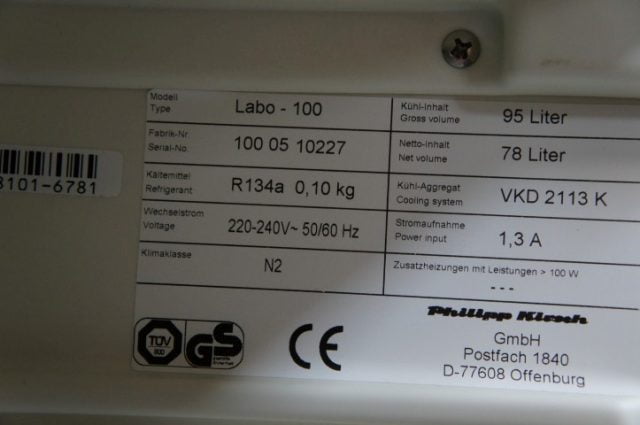 Modell
Type
Labo - 100
Kühl-Inhalt
Gross volume
95 Liter
Fabrik-Nr
Serial-No.
100 05 10227
Netto-Inhalt
Net volume
78 Liter
Kältemittel
Refrigerant
R134a 0,10 kg
Kühl-Aggregat
Cooling system
VKD 2113 K
Wechselstrom
Voltage
220-240V~ 50/60 Hz
Stromaufnahme
Power input
1,3 A
Klimaklasse
N2
Zusatzheizungen mit Leistungen > 100 W
---
8101-6781
TÜV
GS
CE
Philipp Kirsch
GmbH
Postfach 1840
D-77608 Offenburg